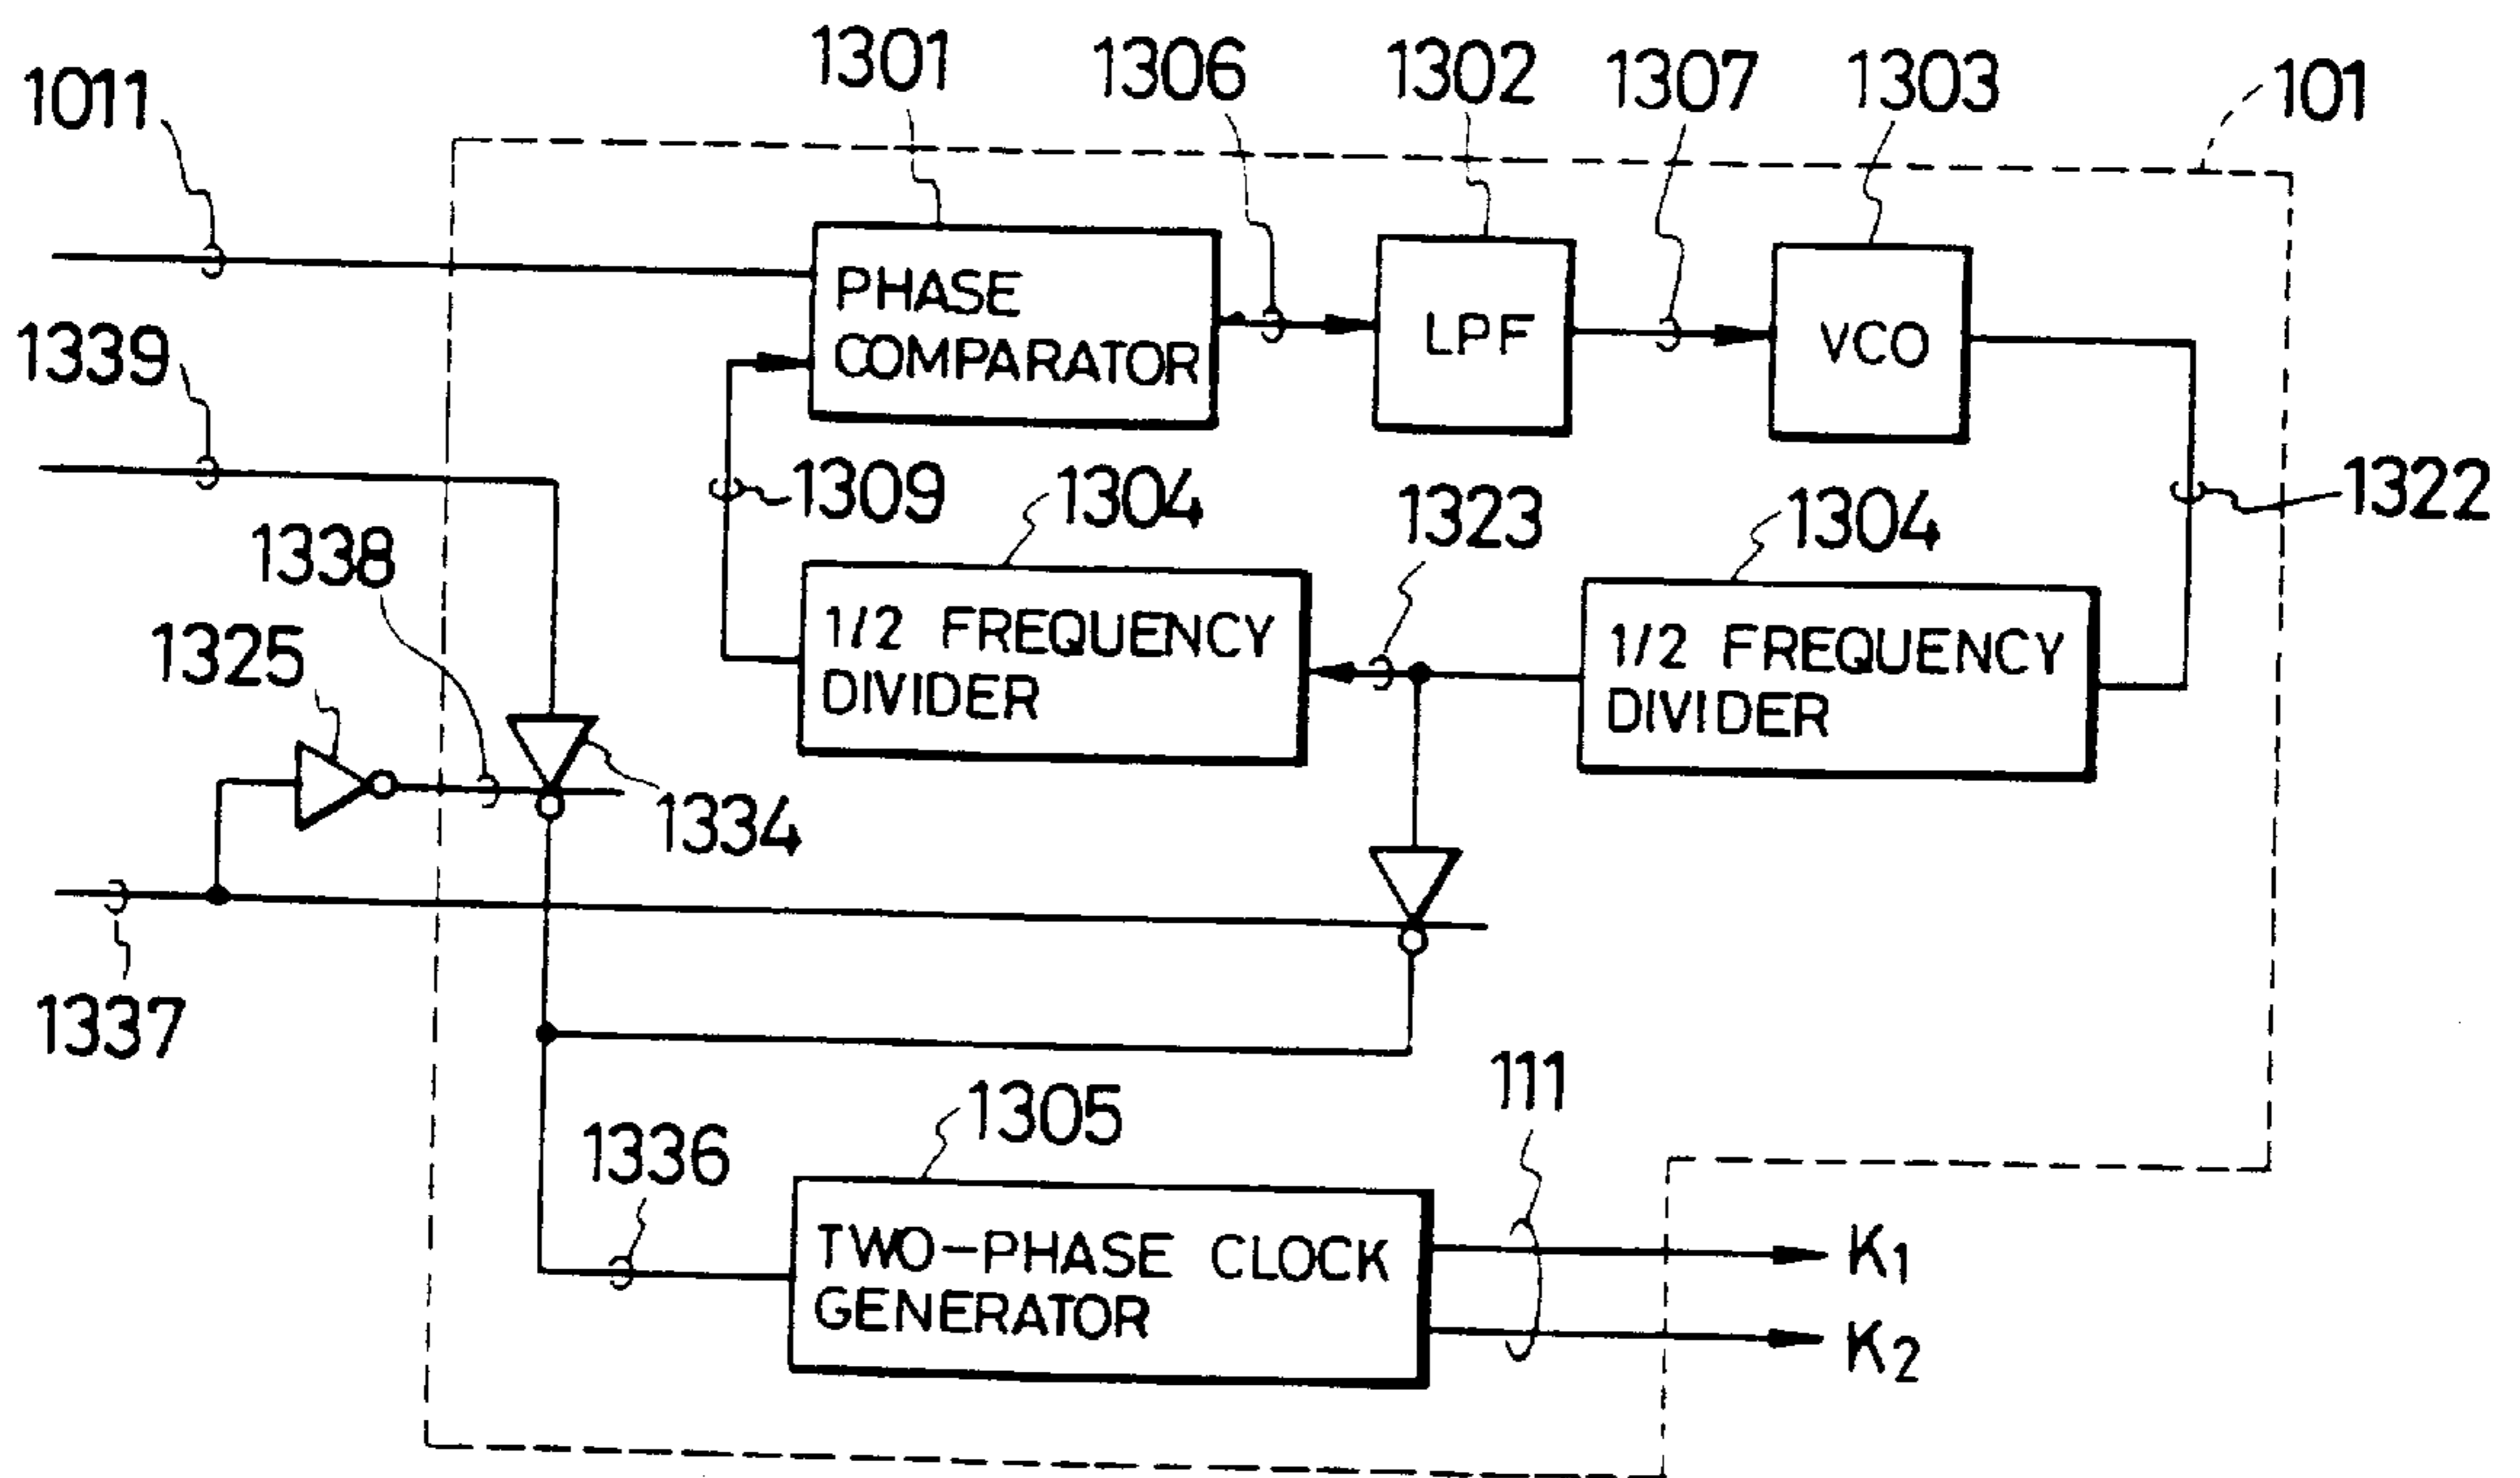 1301
1306
1302
1307
1303
101
1011
PHASE
COMPARATOR
LPF
VCO
1339
1309
1304
1323
1304
1322
1338
1325
1/2 FREQUENCY
DIVIDER
1/2 FREQUENCY
DIVIDER
1334
1337
1305
111
1336
TWO-PHASE CLOCK
GENERATOR
K1
K2